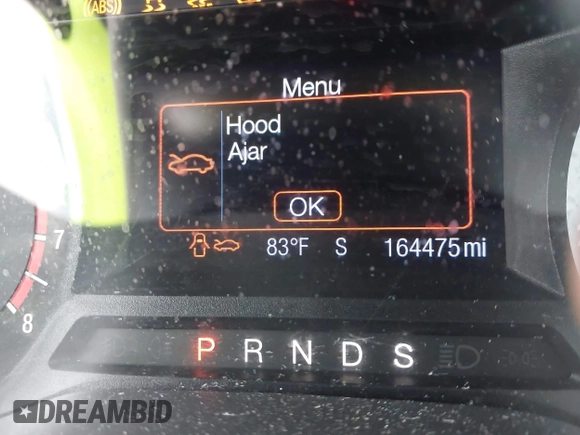 (ABS)
Menu
Hood
Ajar
OK
83°F S 164475mi
7
8
P R N D S
DREAMBID